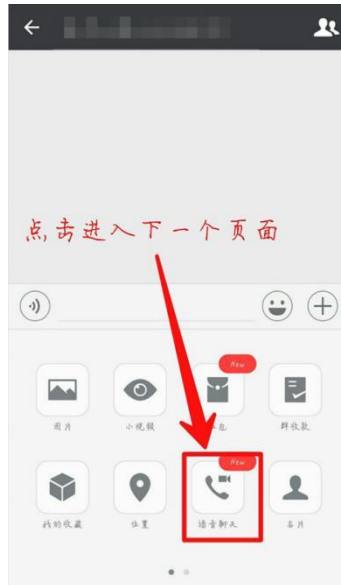 点击进入下一个页面
New
图片
小视频
红包
群收款
New
我的收藏
位置
语音聊天
名片